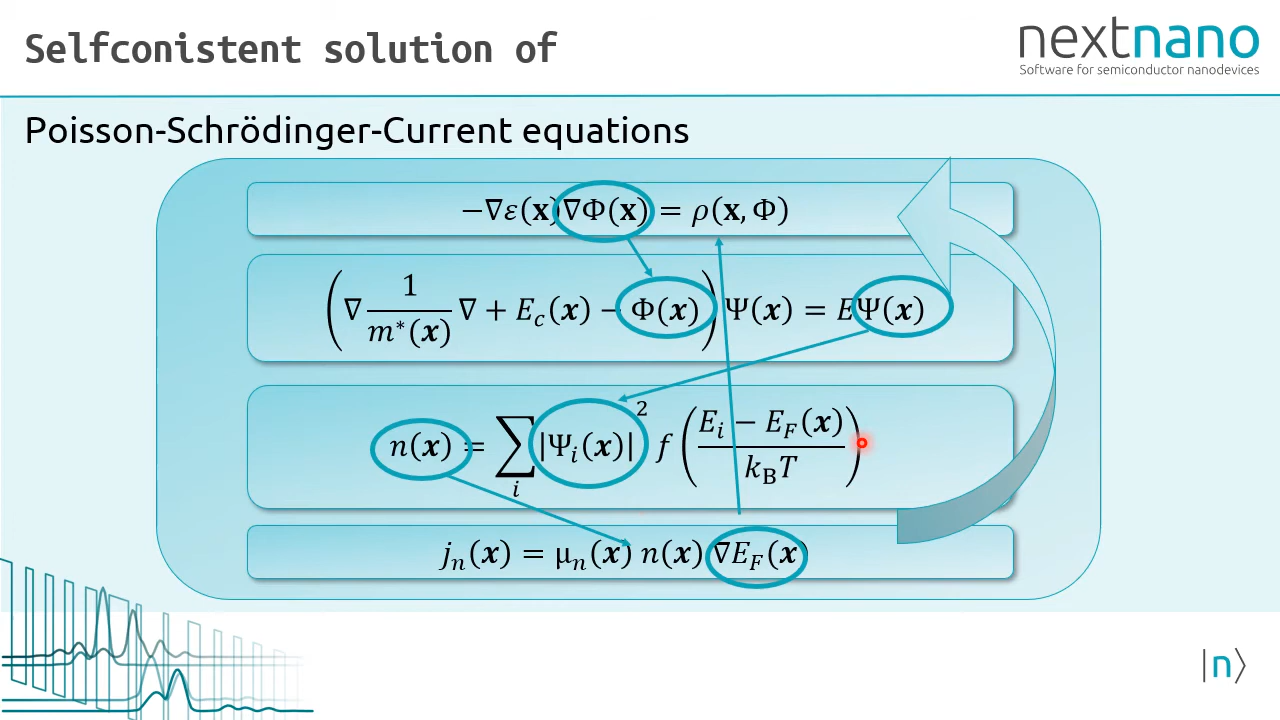 Selfconistent solution of
nextnano
Software for semiconductor nanodevices
Poisson-Schrödinger-Current equations
−∇ε(x)∇Φ(x) = ρ(x, Φ)
(∇ 1/m*(x) ∇ + E_c(x) − Φ(x)) Ψ(x) = EΨ(x)
n(x) = ∑_i |Ψ_i(x)|² f((E_i − E_F(x))/(k_B T))
j_n(x) = μ_n(x) n(x) ∇E_F(x)
|n⟩